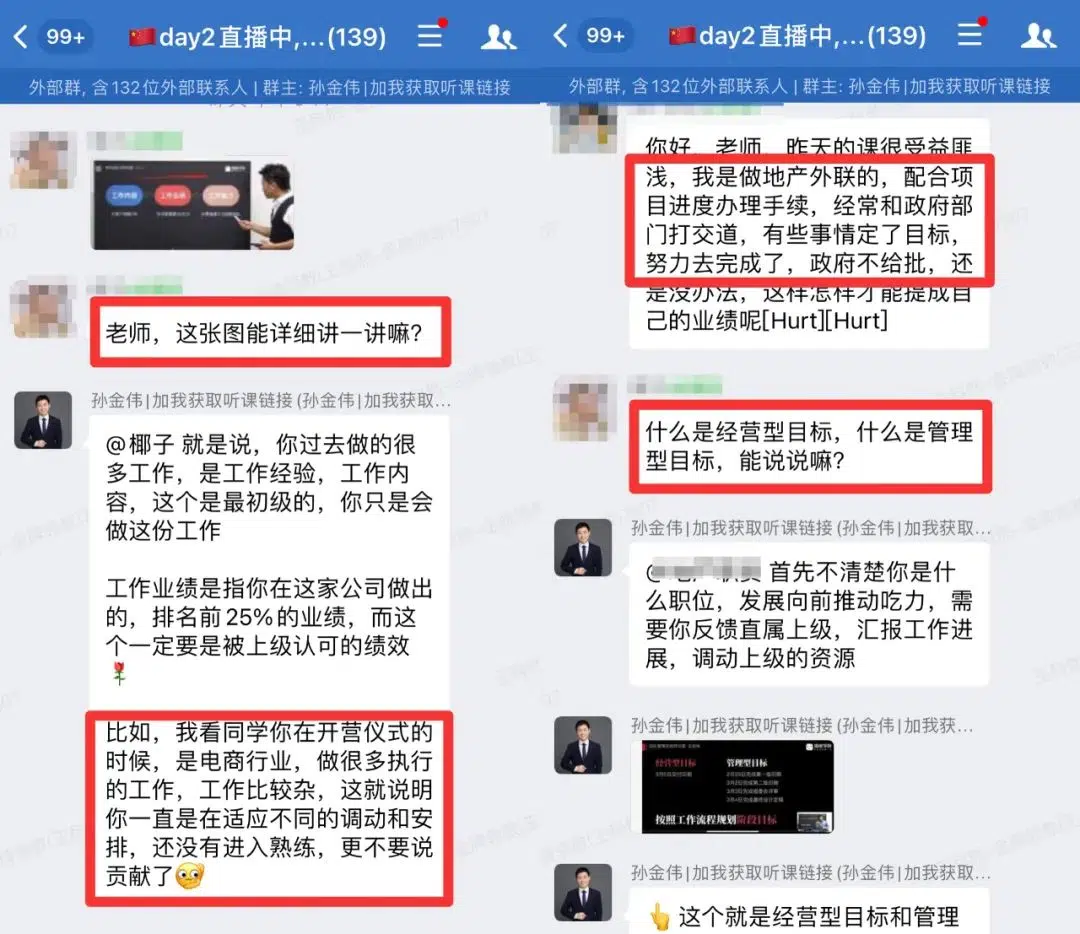 99+
🇨🇳day2直播中,...(139)
外部群, 含132位外部联系人 | 群主: 孙金伟|加我获取听课链接
工作内容
工作业绩
老师，这张图能详细讲一讲嘛？
孙金伟|加我获取听课链接 (孙金伟|加我获取...
@椰子 就是说，你过去做的很
多工作，是工作经验，工作内
容，这个是最初级的，你只是会
做这份工作
工作业绩是指你在这家公司做出
的，排名前25%的业绩，而这
个一定要是被上级认可的绩效
🌹
比如，我看同学你在开营仪式的
时候，是电商行业，做很多执行
的工作，工作比较杂，这就说明
你一直是在适应不同的调动和安
排，还没有进入熟练，更不要说
贡献了
99+
🇨🇳day2直播中,...(139)
外部群, 含132位外部联系人 | 群主: 孙金伟|加我获取听课链接
你好，老师，昨天的课很受益匪
浅，我是做地产外联的，配合项
目进度办理手续，经常和政府部
门打交道，有些事情定了目标，
努力去完成了，政府不给批，还
是没办法，这样怎样才能提成自
己的业绩呢[Hurt][Hurt]
什么是经营型目标，什么是管理
型目标，能说说嘛？
孙金伟|加我获取听课链接 (孙金伟|加我获取...
@ 首先不清楚你是什
么职位，发展向前推动吃力，需
要你反馈直属上级，汇报工作进
展，调动上级的资源
孙金伟|加我获取听课链接 (孙金伟|加我获...
经营型目标
管理型目标
按照工作流程规划阶段目标
孙金伟|加我获取听课链接 (孙金伟|加我获取...
👆这个就是经营型目标和管理